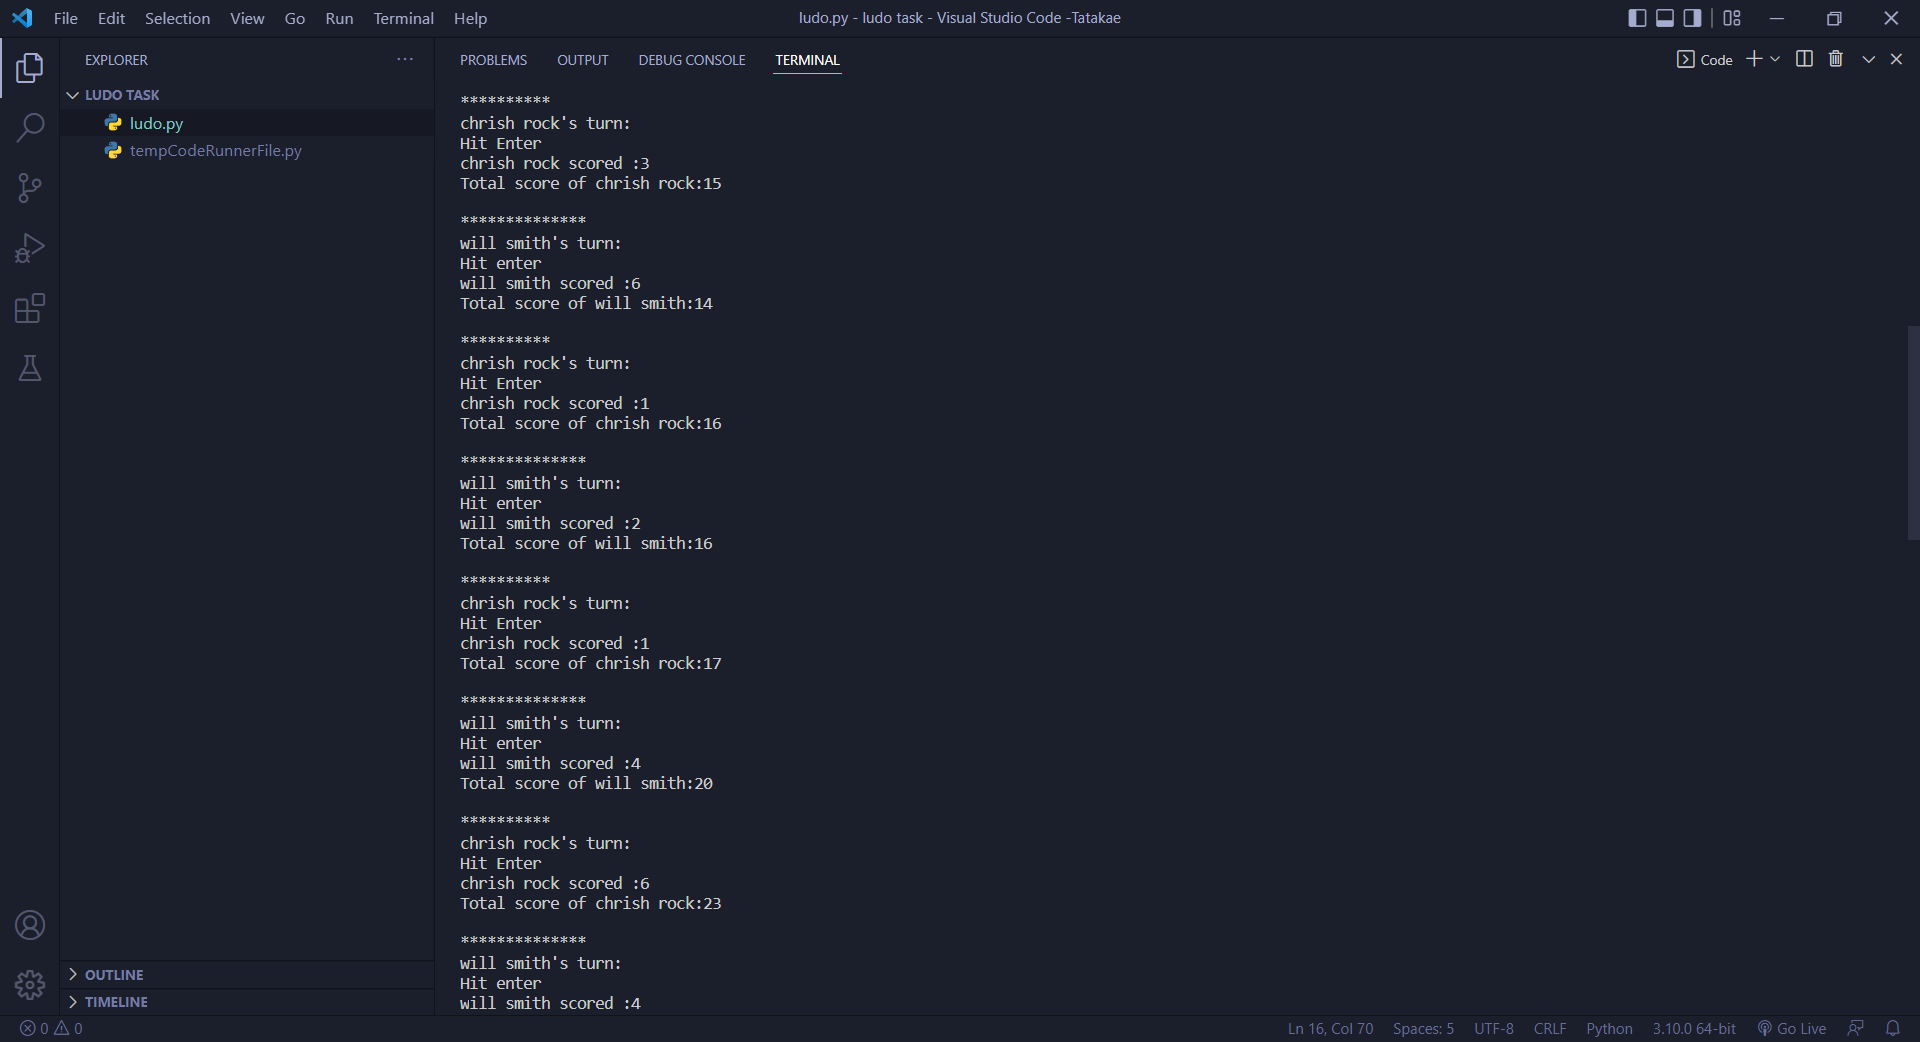 File Edit Selection View Go Run Terminal Help
ludo.py - ludo task - Visual Studio Code -Tatakae
EXPLORER
LUDO TASK
ludo.py
tempCodeRunnerFile.py
OUTLINE
TIMELINE
PROBLEMS OUTPUT DEBUG CONSOLE TERMINAL
Code
**********
chrish rock's turn:
Hit Enter
chrish rock scored :3
Total score of chrish rock:15
**************
will smith's turn:
Hit enter
will smith scored :6
Total score of will smith:14
**********
chrish rock's turn:
Hit Enter
chrish rock scored :1
Total score of chrish rock:16
**************
will smith's turn:
Hit enter
will smith scored :2
Total score of will smith:16
**********
chrish rock's turn:
Hit Enter
chrish rock scored :1
Total score of chrish rock:17
**************
will smith's turn:
Hit enter
will smith scored :4
Total score of will smith:20
**********
chrish rock's turn:
Hit Enter
chrish rock scored :6
Total score of chrish rock:23
**************
will smith's turn:
Hit enter
will smith scored :4
0 0
Ln 16, Col 70 Spaces: 5 UTF-8 CRLF Python 3.10.0 64-bit Go Live